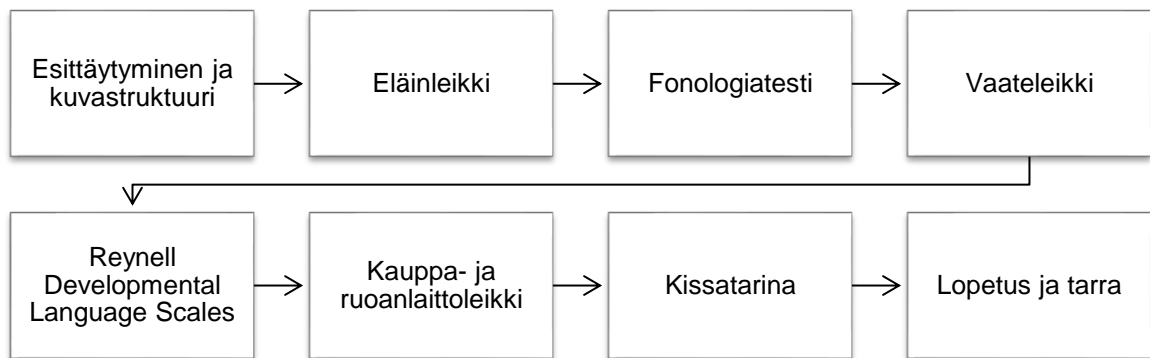 Esittäytyminen ja
kuvastruktuuri
Eläinleikki
Fonologiatesti
Vaateleikki
Reynell
Developmental
Language Scales
Kauppa- ja
ruoanlaittoleikki
Kissatarina
Lopetus ja tarra